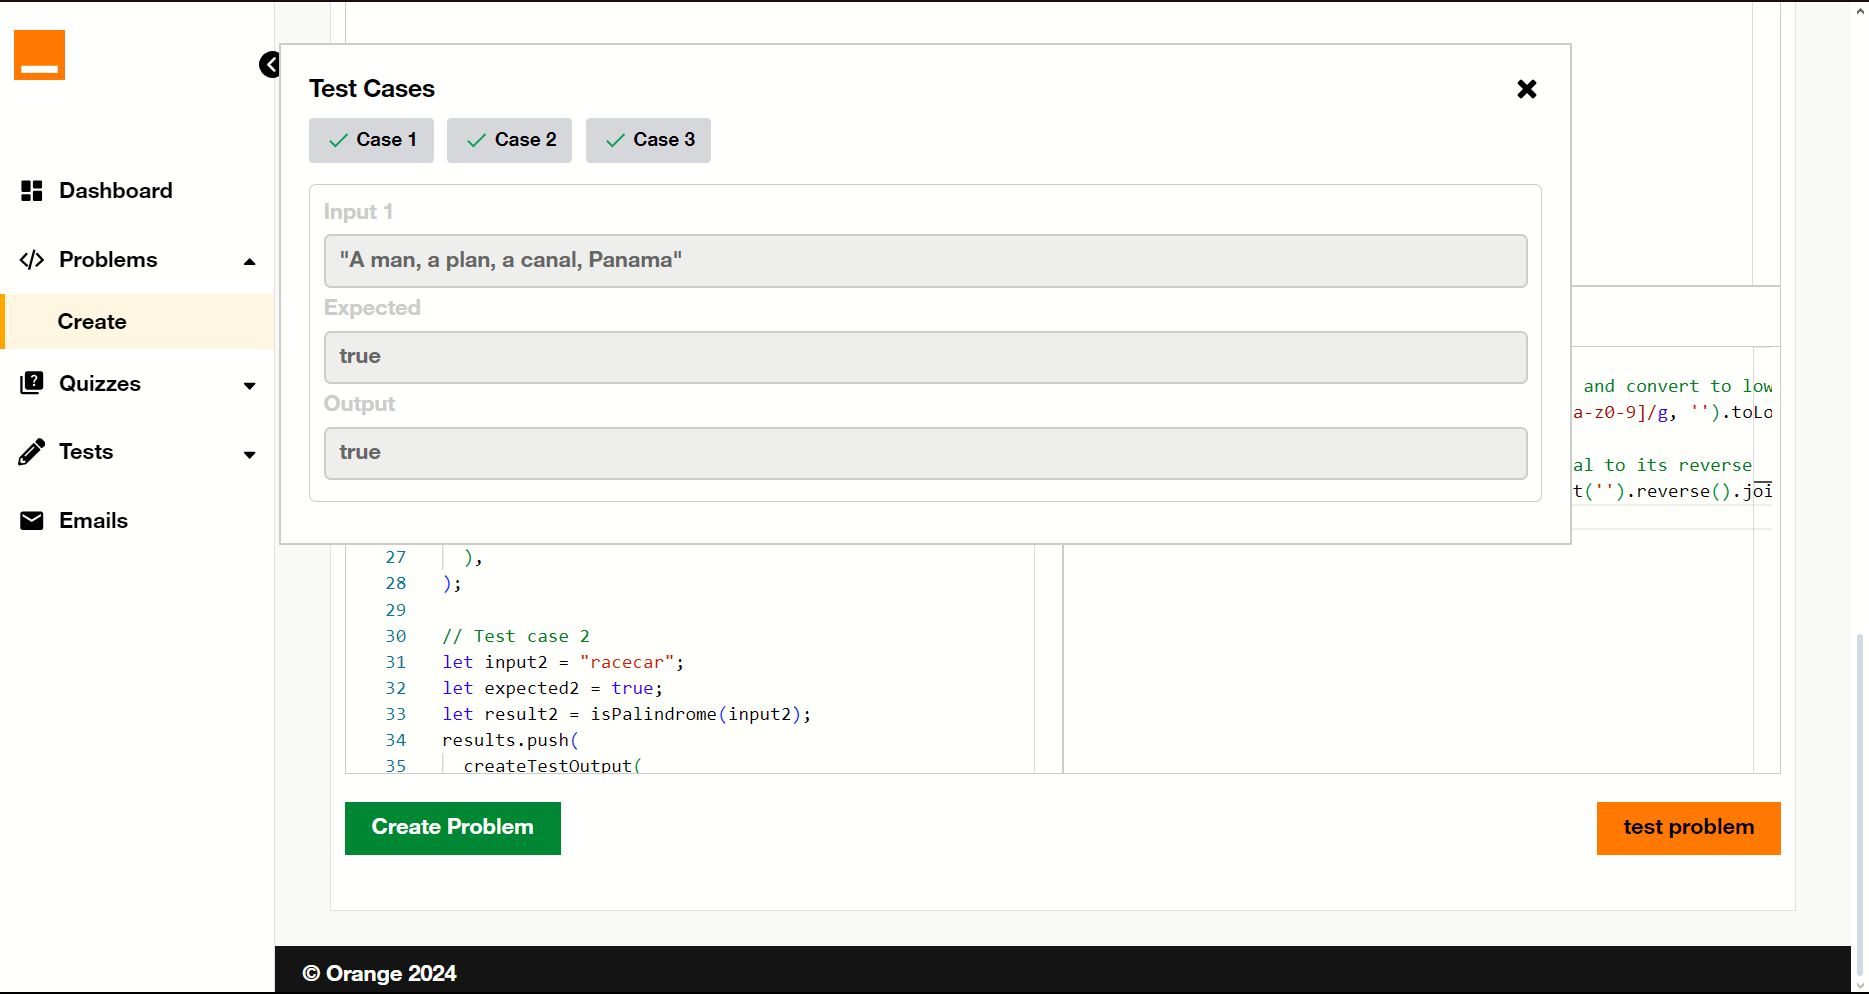 Dashboard
Problems
Create
Quizzes
Tests
Emails
Test Cases
Case 1
Case 2
Case 3
Input 1
"A man, a plan, a canal, Panama"
Expected
true
Output
true
and convert to low
a-z0-9]/g, '').toLo
al to its reverse
t('').reverse().joi
27 ),
28 );
29
30 // Test case 2
31 let input2 = "racecar";
32 let expected2 = true;
33 let result2 = isPalindrome(input2);
34 results.push(
35 createTestOutput(
Create Problem
test problem
© Orange 2024